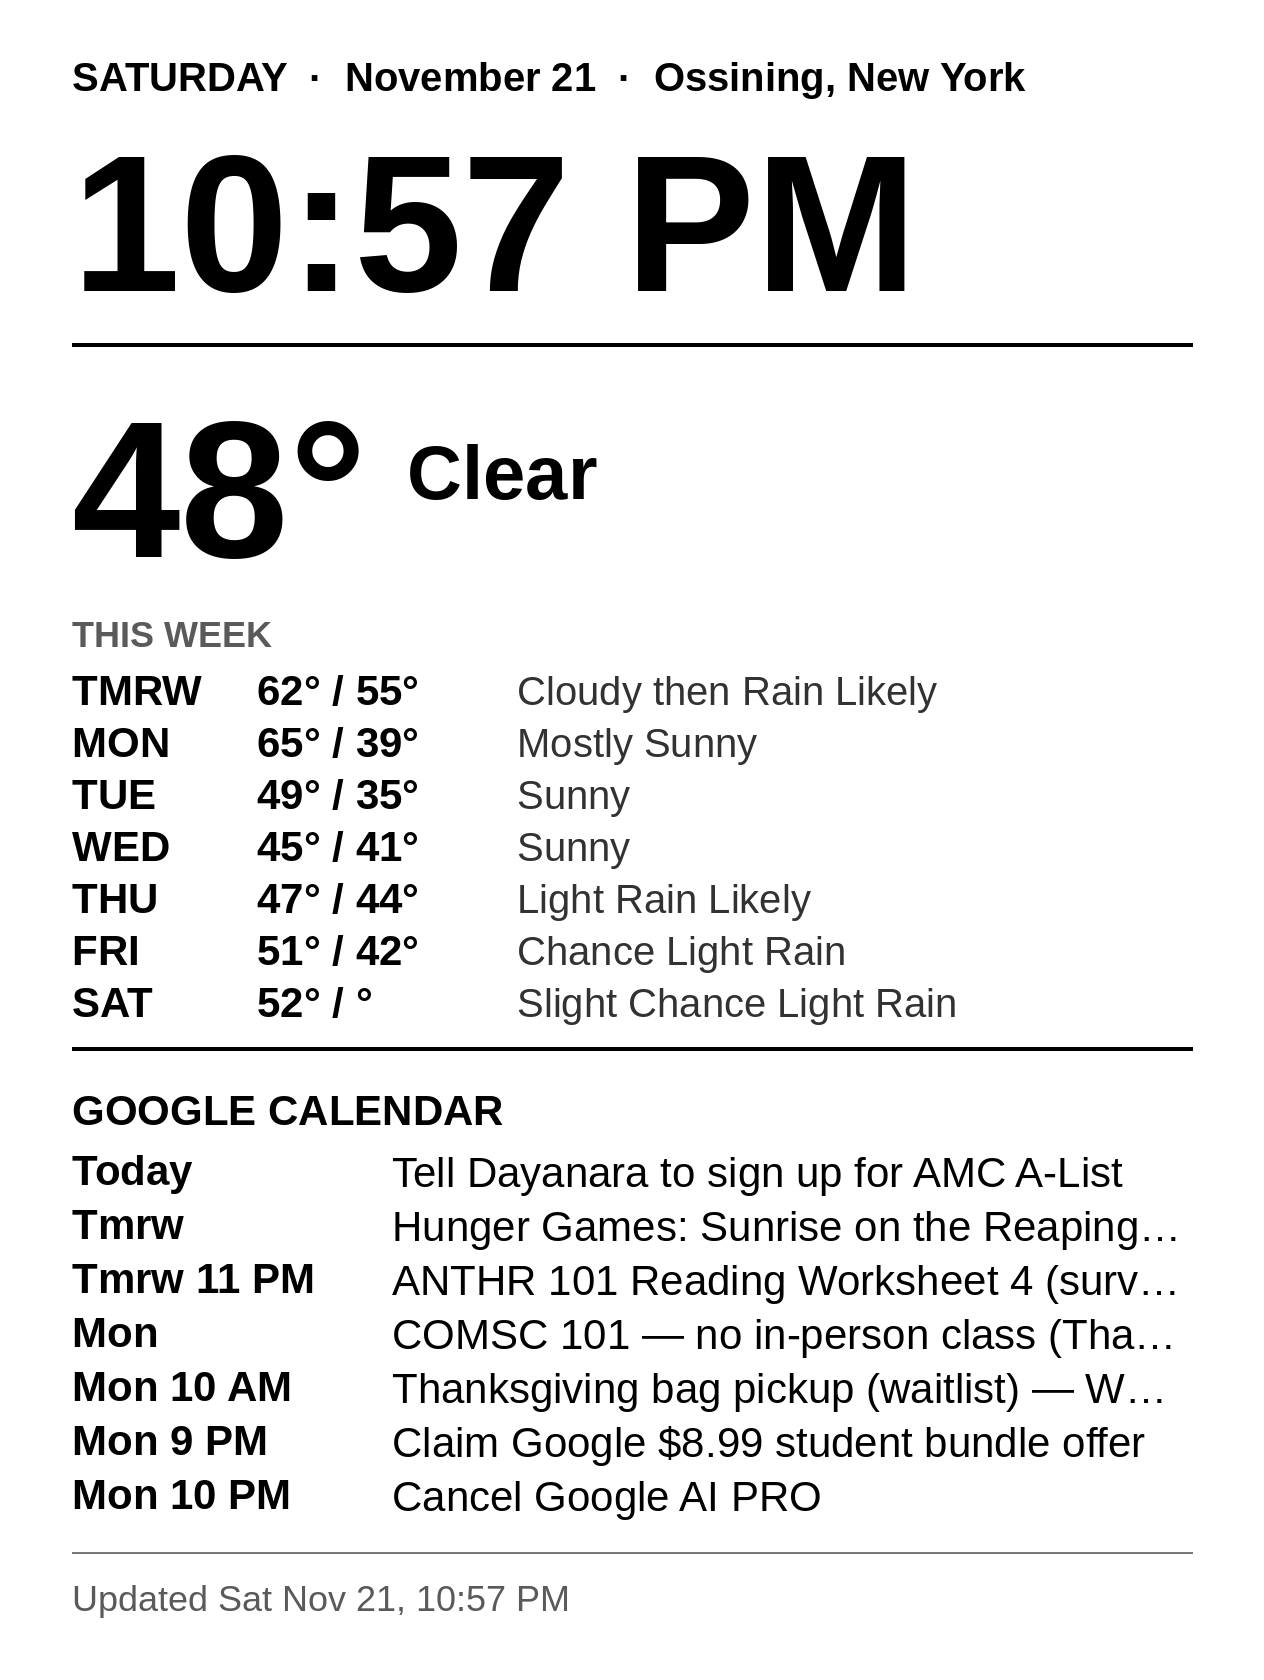 SATURDAY · November 21 · Ossining, New York
10:57 PM
48° Clear
THIS WEEK
TMRW 62° / 55° Cloudy then Rain Likely
MON 65° / 39° Mostly Sunny
TUE 49° / 35° Sunny
WED 45° / 41° Sunny
THU 47° / 44° Light Rain Likely
FRI 51° / 42° Chance Light Rain
SAT 52° / ° Slight Chance Light Rain
GOOGLE CALENDAR
Today Tell Dayanara to sign up for AMC A-List
Tmrw Hunger Games: Sunrise on the Reaping…
Tmrw 11 PM ANTHR 101 Reading Worksheet 4 (surv…
Mon COMSC 101 — no in-person class (Tha…
Mon 10 AM Thanksgiving bag pickup (waitlist) — W…
Mon 9 PM Claim Google $8.99 student bundle offer
Mon 10 PM Cancel Google AI PRO
Updated Sat Nov 21, 10:57 PM